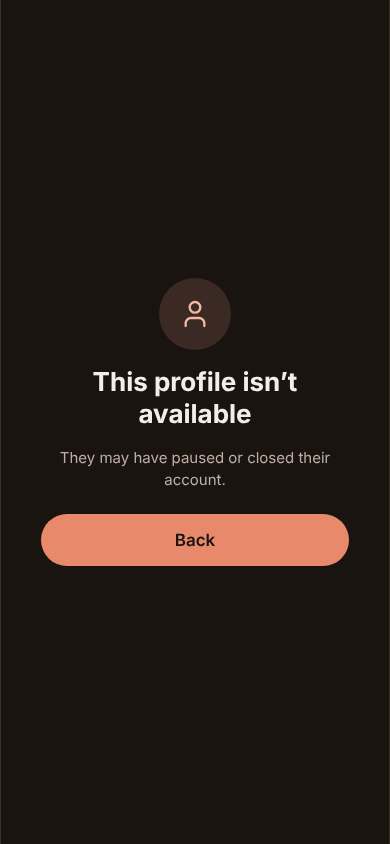 This profile isn’t
available
They may have paused or closed their
account.
Back